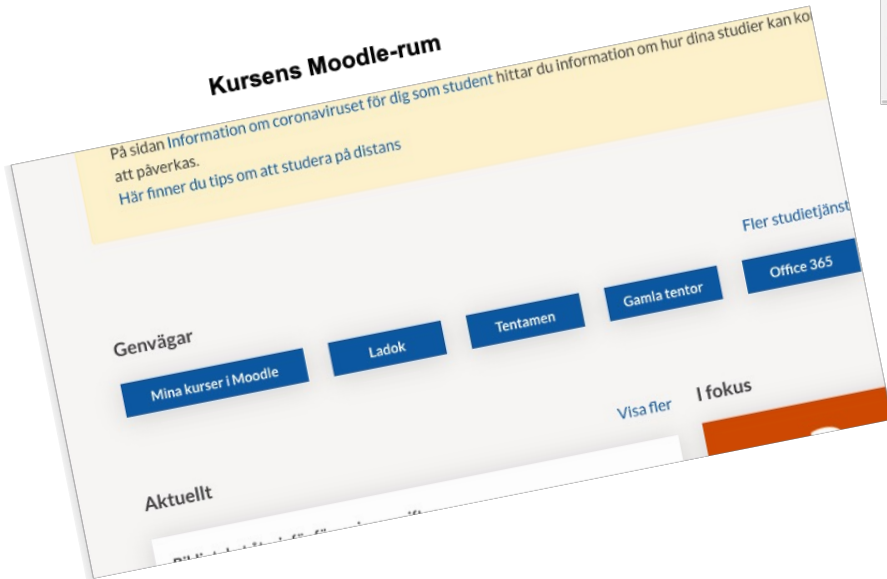 Kursens Moodle-rum
På sidan Information om coronaviruset för dig som student hittar du information om hur dina studier kan
att påverkas.
Här finner du tips om att studera på distans
Fler studietjänst
Genvägar
Mina kurser i Moodle
Ladok
Tentamen
Gamla tentor
Office 365
Visa fler
I fokus
Aktuellt